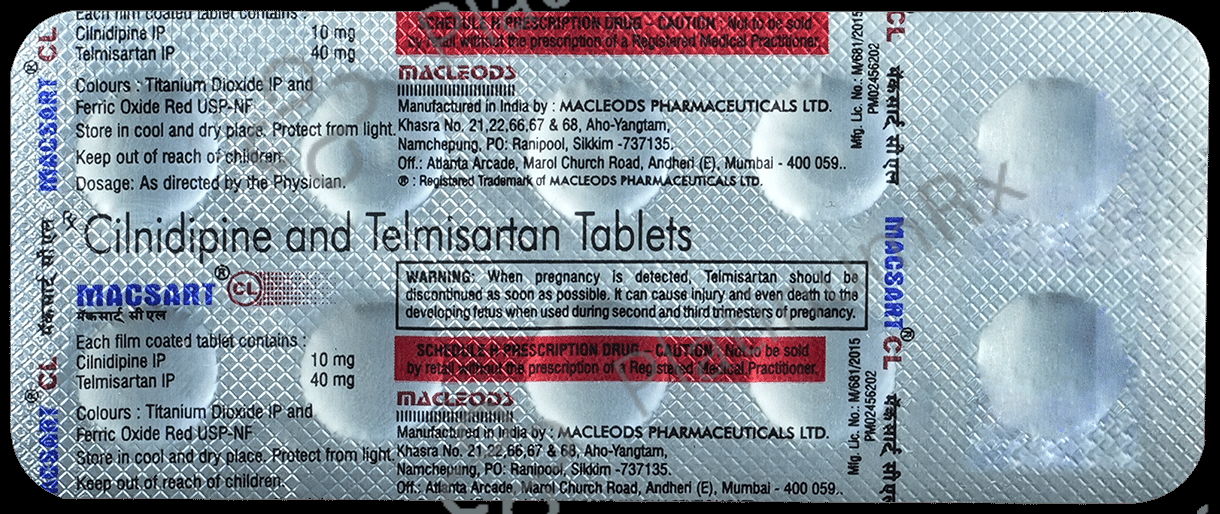 Each film coated tablet contains :
Cilnidipine IP 10 mg
Telmisartan IP 40 mg
Colours : Titanium Dioxide IP and
Ferric Oxide Red USP-NF
Store in cool and dry place. Protect from light.
Keep out of reach of children.
Dosage: As directed by the Physician.
SCHEDULE H PRESCRIPTION DRUG – CAUTION : Not to be sold
by retail without the prescription of a Registered Medical Practitioner.
MACLEODS
Manufactured in India by : MACLEODS PHARMACEUTICALS LTD.
Khasra No. 21,22,66,67 & 68, Aho-Yangtam,
Namchepung, PO: Ranipool, Sikkim -737135.
Off.: Atlanta Arcade, Marol Church Road, Andheri (E), Mumbai - 400 059..
® : Registered Trademark of MACLEODS PHARMACEUTICALS LTD.
Mfg. Lic. No.: M/681/2015
PM02456202
MACSART® CL
मॅकसार्ट सी एल
CL मॅकसार्ट सी एल
℞ Cilnidipine and Telmisartan Tablets
MACSART® CL
मॅकसार्ट सी एल
WARNING: When pregnancy is detected, Telmisartan should be
discontinued as soon as possible. It can cause injury and even death to the
developing fetus when used during second and third trimesters of pregnancy.
Each film coated tablet contains :
Cilnidipine IP 10 mg
Telmisartan IP 40 mg
Colours : Titanium Dioxide IP and
Ferric Oxide Red USP-NF
Store in cool and dry place. Protect from light.
Keep out of reach of children.
SCHEDULE H PRESCRIPTION DRUG – CAUTION : Not to be sold
by retail without the prescription of a Registered Medical Practitioner.
MACLEODS
Manufactured in India by : MACLEODS PHARMACEUTICALS LTD.
Khasra No. 21,22,66,67 & 68, Aho-Yangtam,
Namchepung, PO: Ranipool, Sikkim -737135.
Off.: Atlanta Arcade, Marol Church Road, Andheri (E), Mumbai - 400 059..
Mfg. Lic. No.: M/681/2015
PM02456202
MACSART® CL
मॅकसार्ट सी एल
ACSART® CL